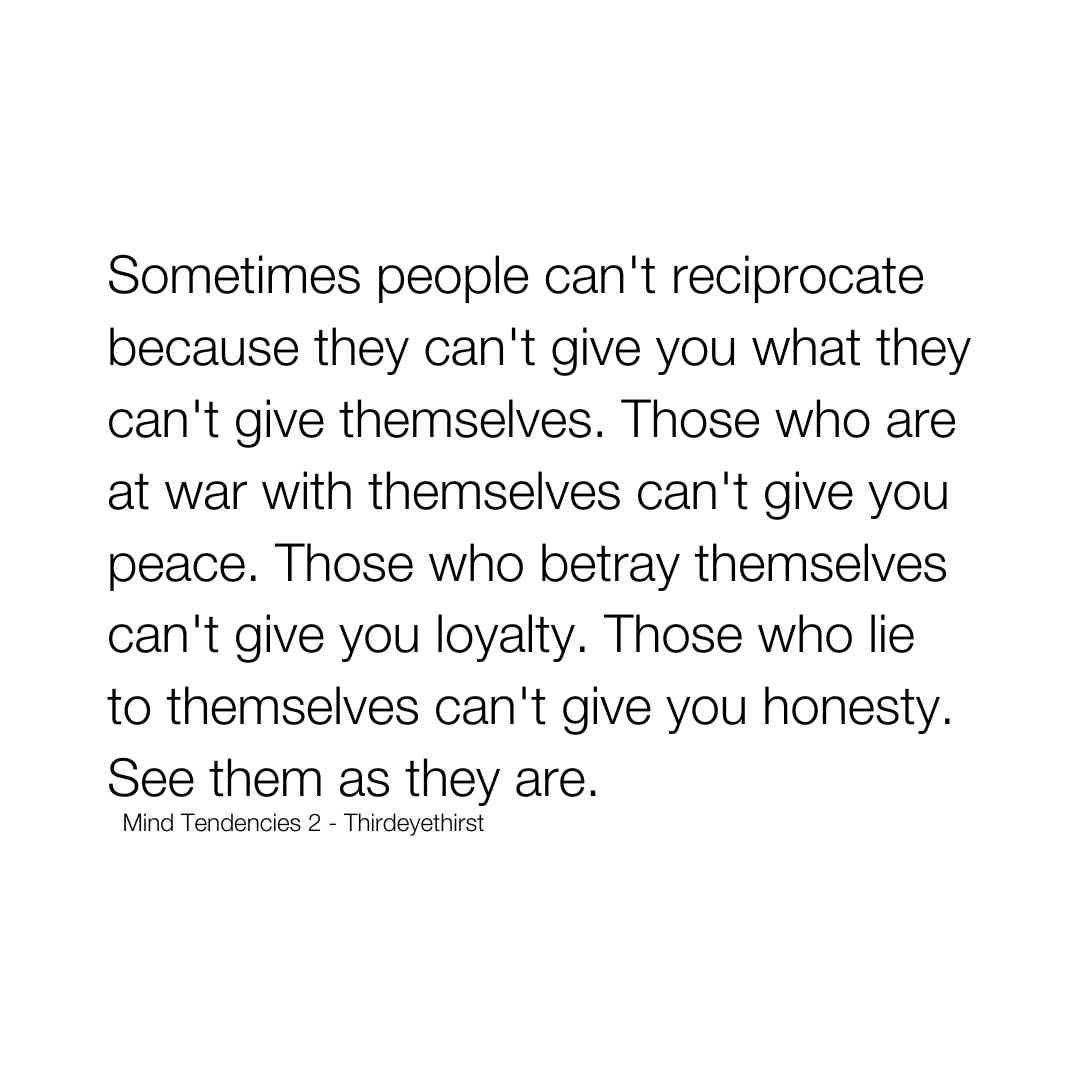 Sometimes people can't reciprocate
because they can't give you what they
can't give themselves. Those who are
at war with themselves can't give you
peace. Those who betray themselves
can't give you loyalty. Those who lie
to themselves can't give you honesty.
See them as they are.
Mind Tendencies 2 - Thirdeyethirst